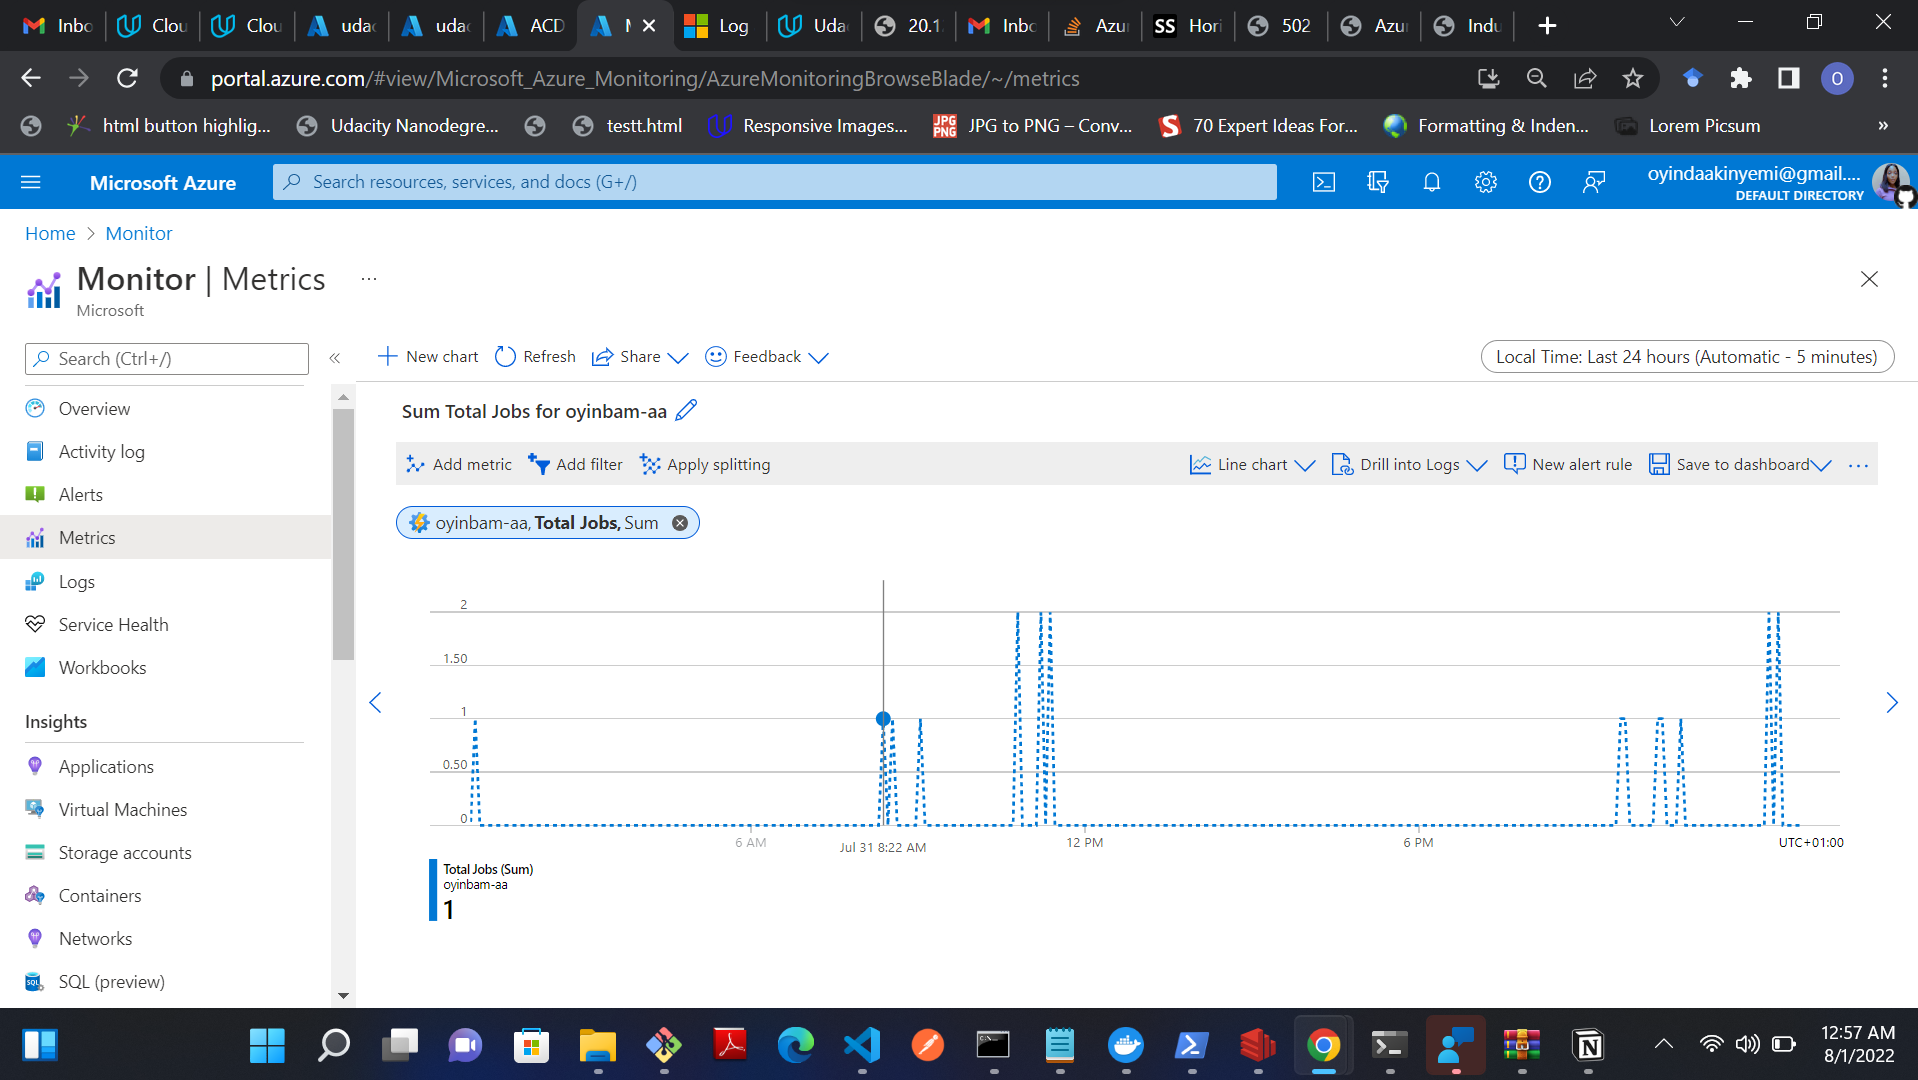 Inbo
Clou
Clou
udac
udac
ACD
Log
Uda
20.1
Inbo
Azur
SS Hori
502
Azu
Indu
portal.azure.com/#view/Microsoft_Azure_Monitoring/AzureMonitoringBrowseBlade/~/metrics
O
html button highlig...
Udacity Nanodegre...
testt.html
Responsive Images...
JPG PNG
JPG to PNG – Conv...
70 Expert Ideas For...
Formatting & Inden...
Lorem Picsum
»
Microsoft Azure
Search resources, services, and docs (G+/)
oyindaakinyemi@gmail....
DEFAULT DIRECTORY
Home > Monitor
Monitor | Metrics ...
Microsoft
Search (Ctrl+/)
«
New chart
Refresh
Share
Feedback
Local Time: Last 24 hours (Automatic - 5 minutes)
Overview
Activity log
Alerts
Metrics
Logs
Service Health
Workbooks
Insights
Applications
Virtual Machines
Storage accounts
Containers
Networks
SQL (preview)
Sum Total Jobs for oyinbam-aa
Add metric
Add filter
Apply splitting
Line chart
Drill into Logs
New alert rule
Save to dashboard
...
oyinbam-aa, Total Jobs, Sum
2
1.50
1
0.50
0
6 AM
Jul 31 8:22 AM
12 PM
6 PM
UTC+01:00
Total Jobs (Sum)
oyinbam-aa
1
12:57 AM
8/1/2022